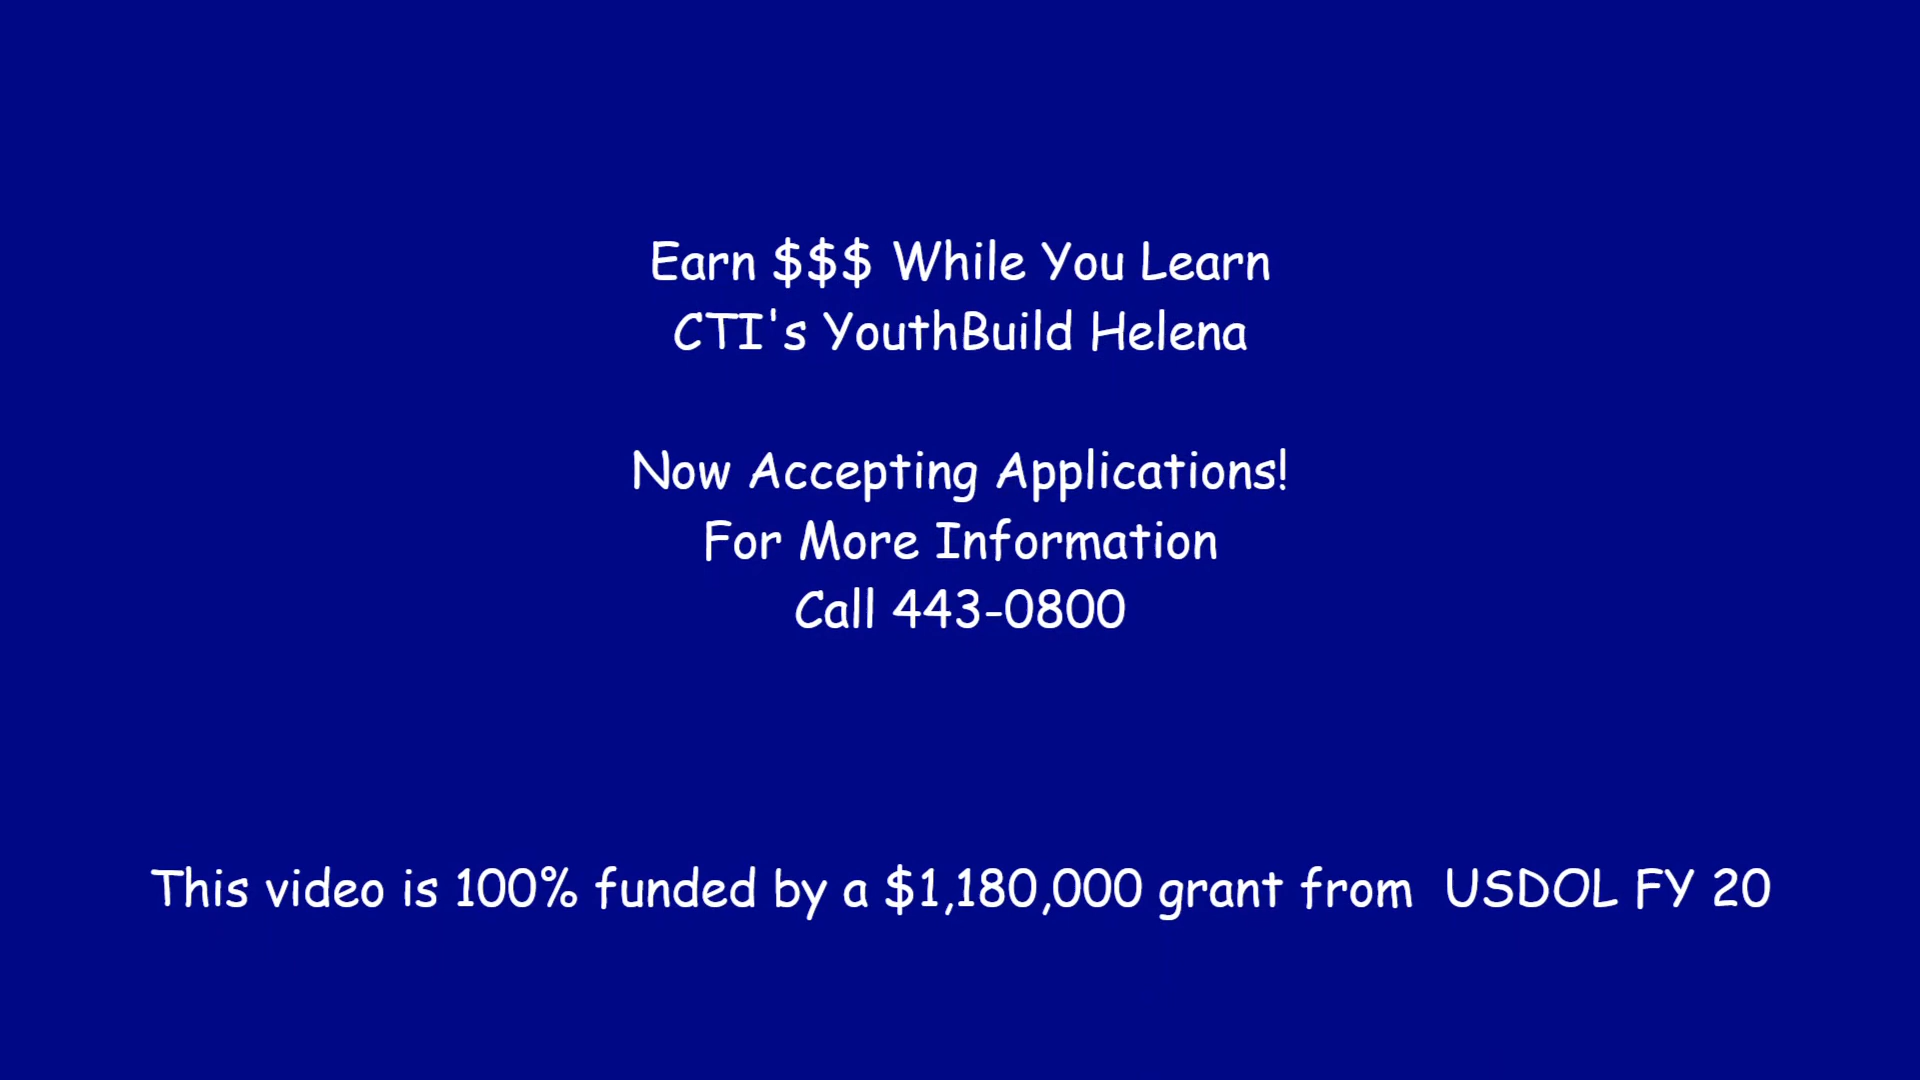 Earn $$$ While You Learn
CTI's YouthBuild Helena
Now Accepting Applications!
For More Information
Call 443-0800
This video is 100% funded by a $1,180,000 grant from  USDOL FY 20